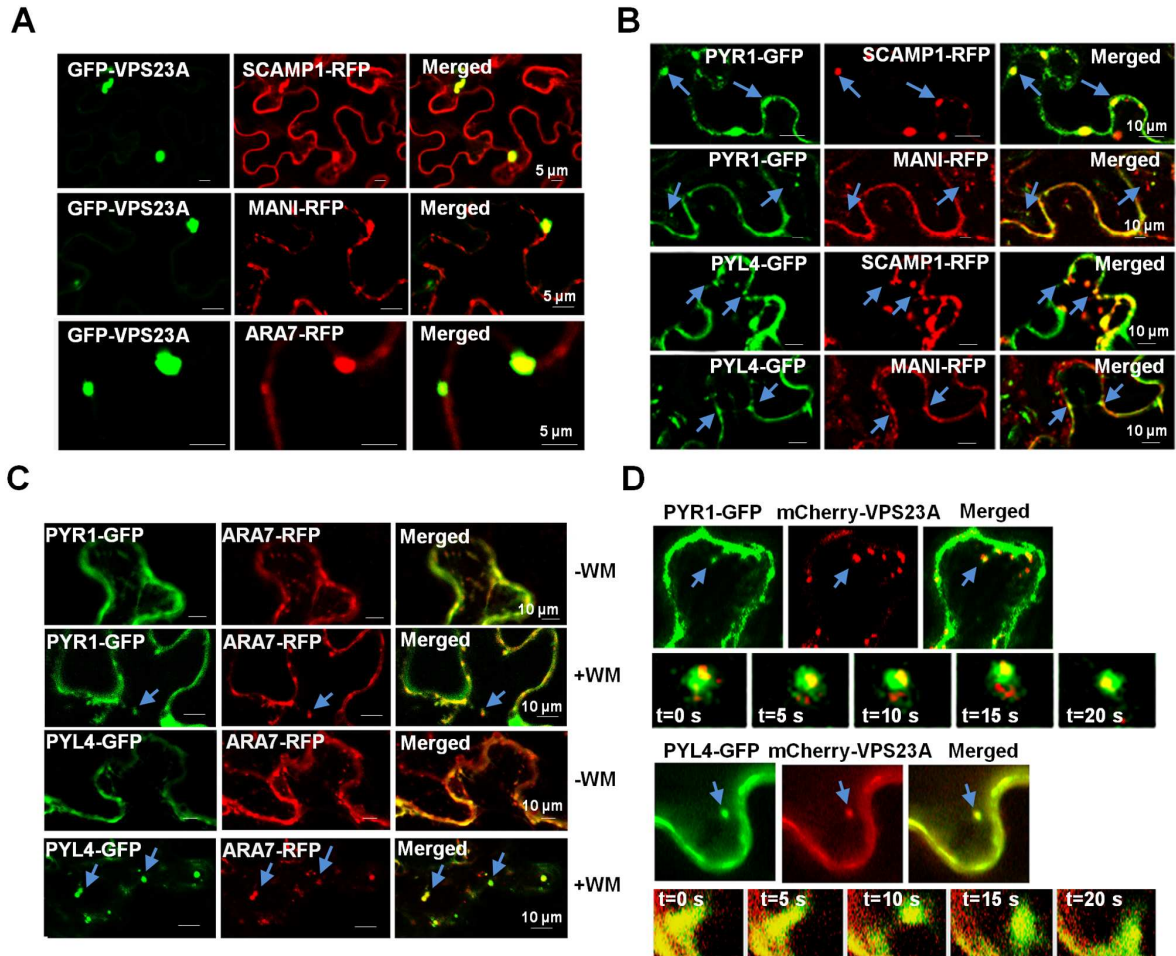 A
GFP-VPS23A SCAMP1-RFP Merged
5 µm
GFP-VPS23A MANI-RFP Merged
5 µm
GFP-VPS23A ARA7-RFP Merged
5 µm
B
PYR1-GFP SCAMP1-RFP Merged
10 µm
PYR1-GFP MANI-RFP Merged
10 µm
PYL4-GFP SCAMP1-RFP Merged
10 µm
PYL4-GFP MANI-RFP Merged
10 µm
C
PYR1-GFP ARA7-RFP Merged
-WM
10 µm
PYR1-GFP ARA7-RFP Merged
+WM
10 µm
PYL4-GFP ARA7-RFP Merged
-WM
10 µm
PYL4-GFP ARA7-RFP Merged
+WM
10 µm
D
PYR1-GFP mCherry-VPS23A Merged
t=0 s t=5 s t=10 s t=15 s t=20 s
PYL4-GFP mCherry-VPS23A Merged
t=0 s t=5 s t=10 s t=15 s t=20 s